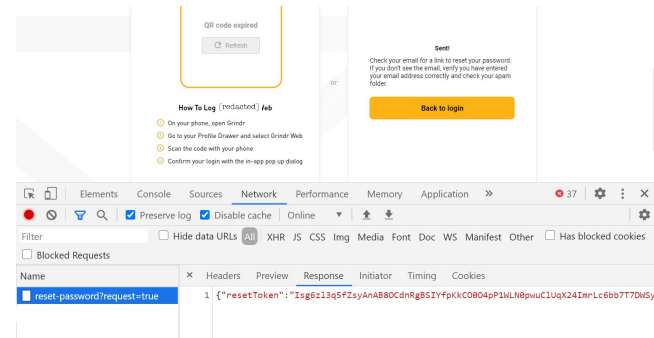 QR code expired
Refresh
How To Log [redacted] Web
On your phone, open Grindr
Go to your Profile Drawer and select Grindr Web
Scan the code with your phone
Confirm your login with the in-app pop up dialog
or
Sent!
Check your email for a link to reset your password.
If you don't see the email, verify you have entered
your email address correctly and check your spam
folder.
Back to login
Elements Console Sources Network Performance Memory Application » 37
Preserve log Disable cache Online
Filter Hide data URLs All XHR JS CSS Img Media Font Doc WS Manifest Other Has blocked cookies
Blocked Requests
Name × Headers Preview Response Initiator Timing Cookies
reset-password?request=true
1 {"resetToken":"Isg6zl3q5fZsyAnAB8OCdnRgBSIYfpKkCO0O4pP1WLN0pwuClUqX24ImrLc6bb7T7DWSy